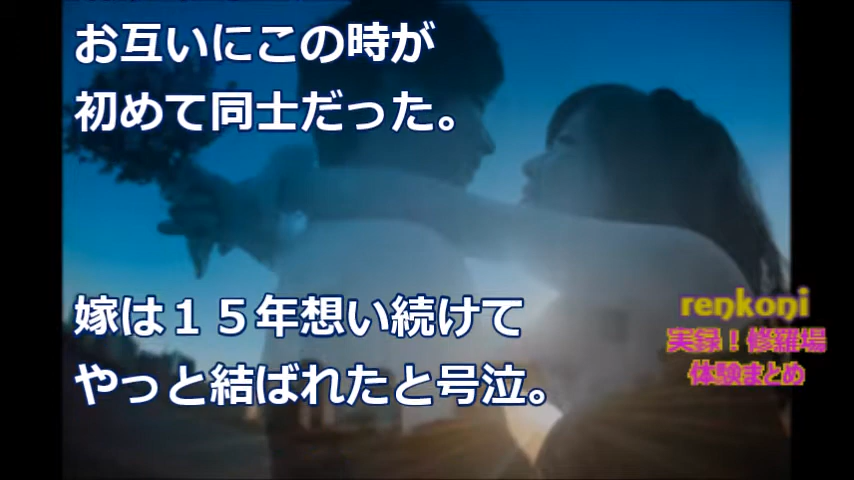 お互いにこの時が
初めて同士だった。
嫁は１５年想い続けて
やっと結ばれたと号泣。
renkoni
実録！修羅場
体験まとめ